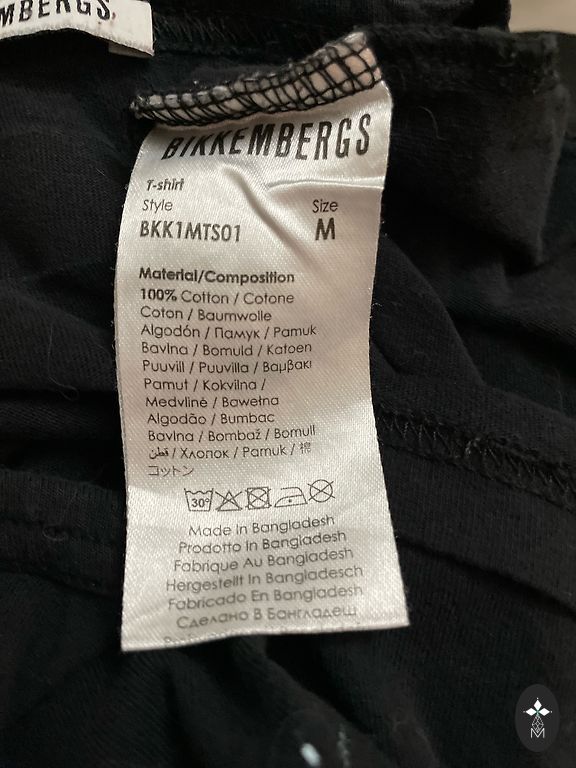 MBERGS.
BIKKEMBERGS
T-shirt
Style Size
BKK1MTS01 M
Material/Composition
100% Cotton / Cotone
Coton / Baumwolle
Algodón / Памук / Pamuk
Bavlna / Bomuld / Katoen
Puuvill / Puuvilla / Βαμβακι
Pamut / Kokvilna /
Medvilnė / Bawełna
Algodão / Bumbac
Bavlna / Bombaž / Bomull
قطن / Хлопок / Pamuk / 棉
コットン
30°
Made In Bangladesh
Prodotto In Bangladesh
Fabrique Au Bangladesh
Hergestellt In Bangladesch
Fabricado En Bangladesh
Сделано В Бангладеш
M